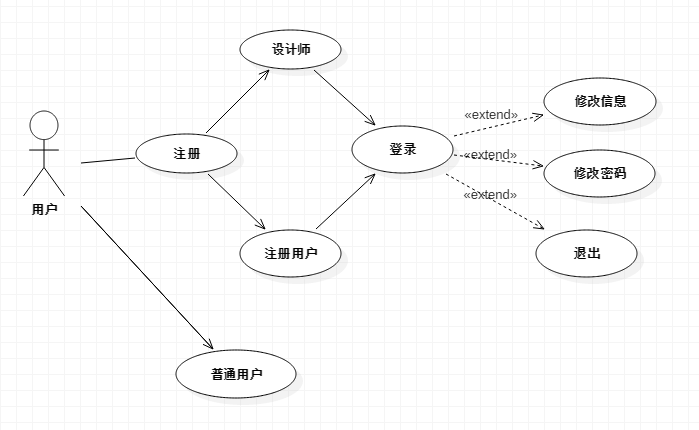 设计师
«extend»
修改信息
注册
登录
«extend»
修改密码
«extend»
用户
注册用户
退出
普通用户